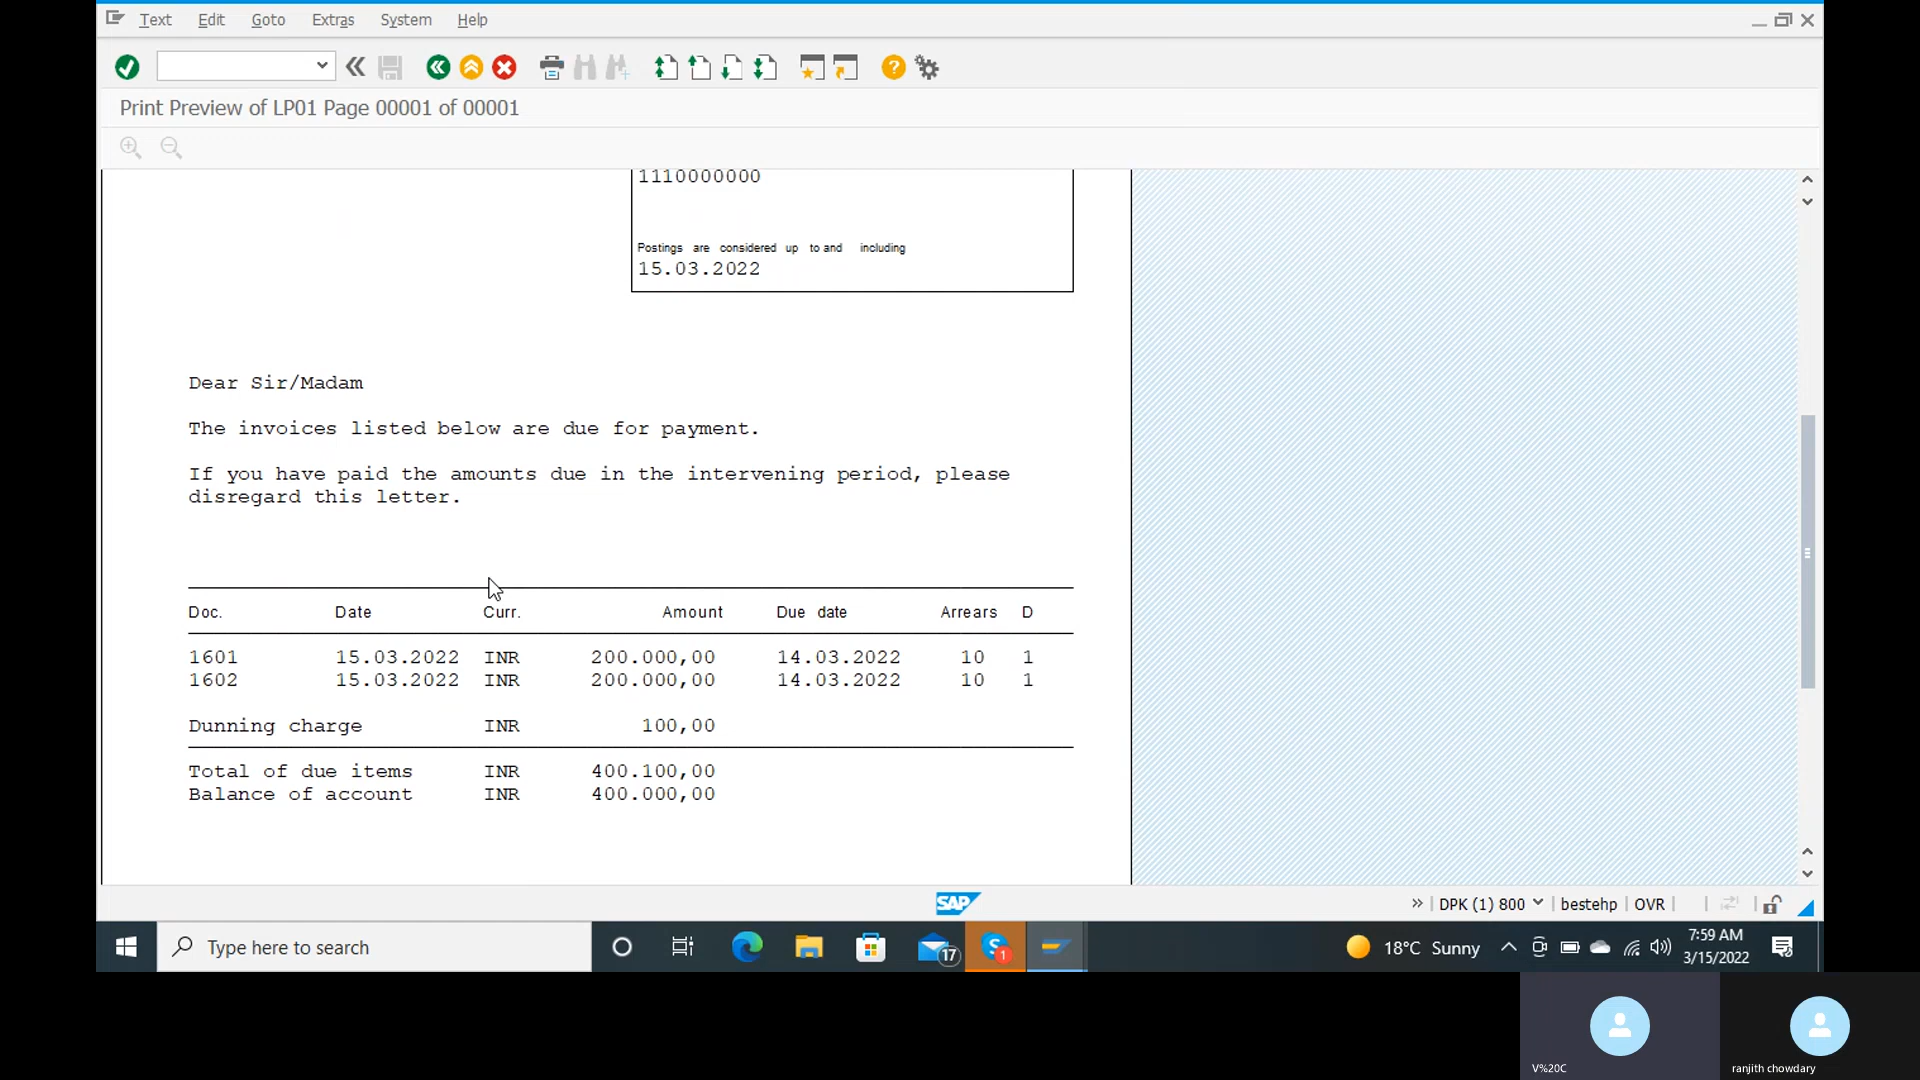 Text Edit Goto Extras System Help
Print Preview of LP01 Page 00001 of 00001
1110000000
Postings are considered up to and including
15.03.2022
Dear Sir/Madam
The invoices listed below are due for payment.
If you have paid the amounts due in the intervening period, please
disregard this letter.
Doc. Date Curr. Amount Due date Arrears D
1601 15.03.2022 INR 200.000,00 14.03.2022 10 1
1602 15.03.2022 INR 200.000,00 14.03.2022 10 1
Dunning charge INR 100,00
Total of due items INR 400.100,00
Balance of account INR 400.000,00
SAP
DPK (1) 800 bestehp OVR
Type here to search
17
S
1
18°C Sunny
7:59 AM
3/15/2022
V%20C
ranjith chowdary